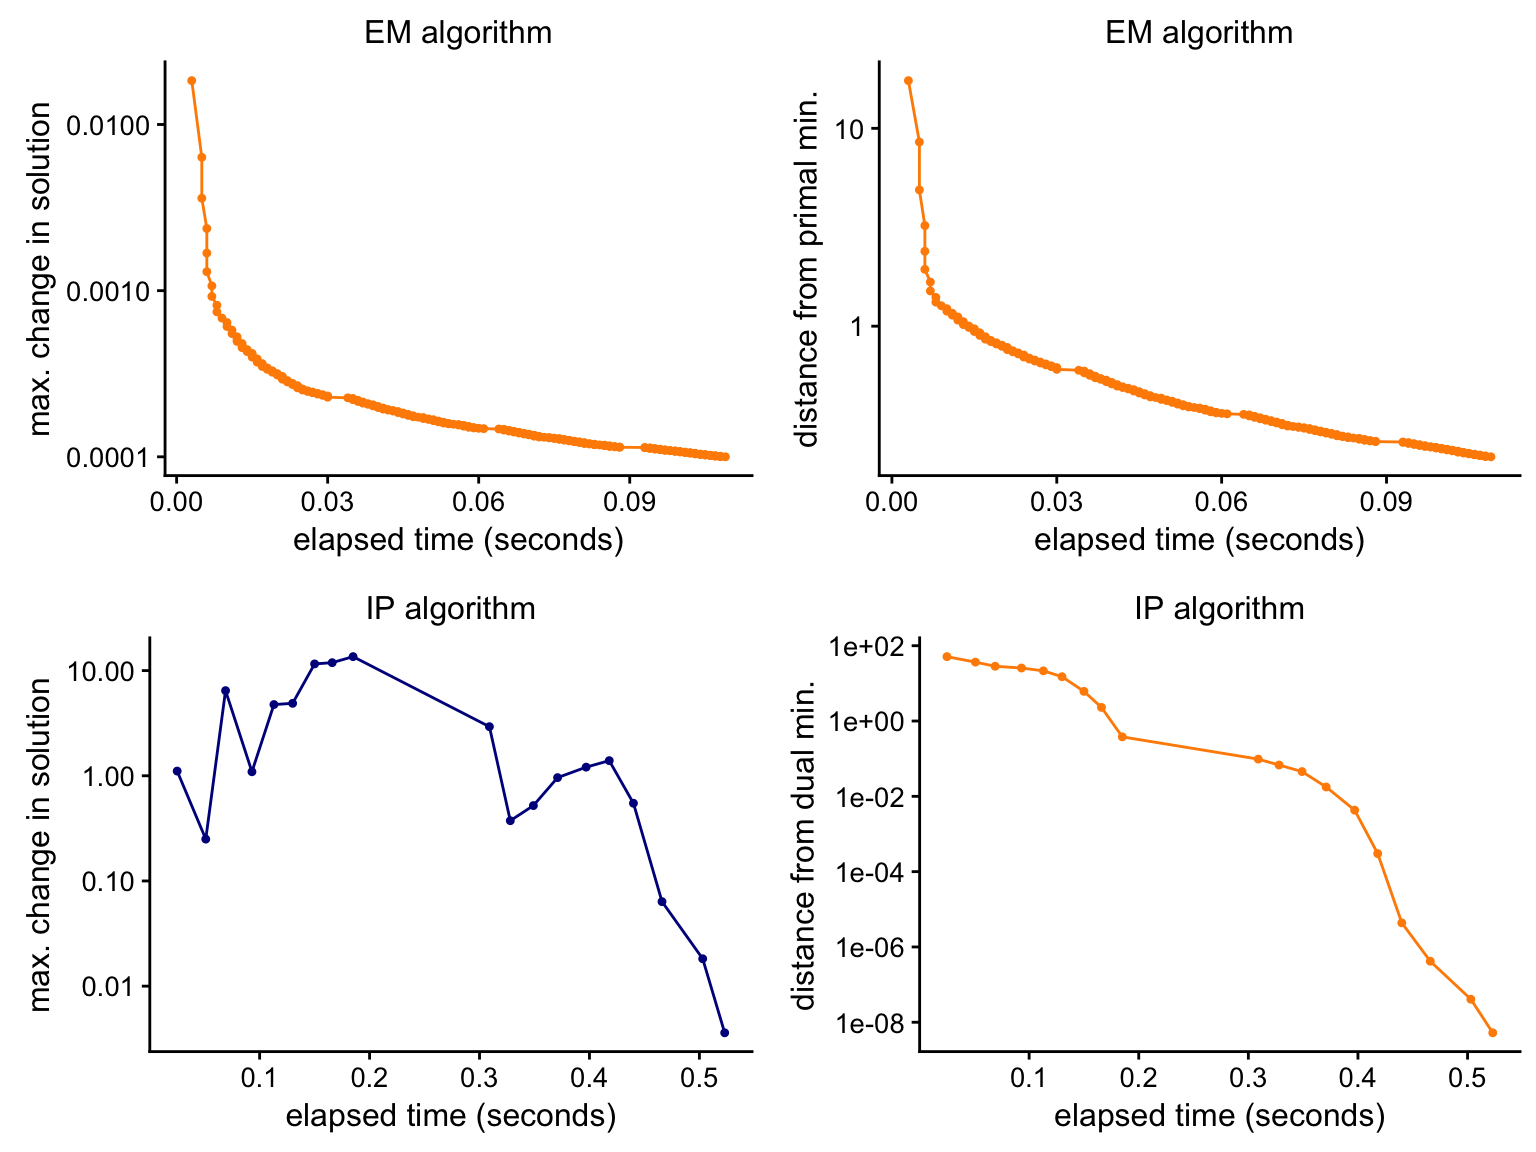 EM algorithm
max. change in solution
0.0100
0.0010
0.0001
0.00 0.03 0.06 0.09
elapsed time (seconds)
EM algorithm
distance from primal min.
10
1
0.00 0.03 0.06 0.09
elapsed time (seconds)
IP algorithm
max. change in solution
10.00
1.00
0.10
0.01
0.1 0.2 0.3 0.4 0.5
elapsed time (seconds)
IP algorithm
distance from dual min.
1e+02
1e+00
1e-02
1e-04
1e-06
1e-08
0.1 0.2 0.3 0.4 0.5
elapsed time (seconds)